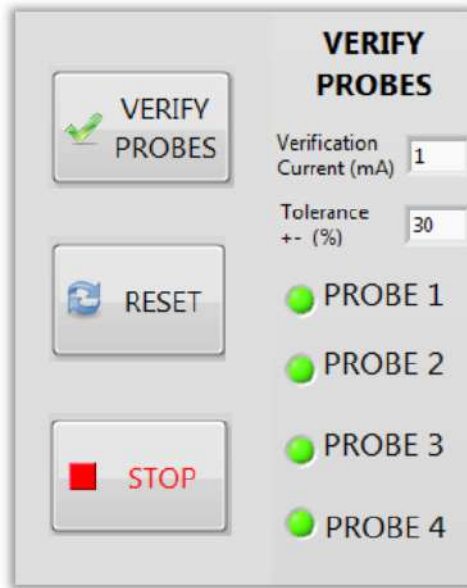 VERIFY
PROBES
RESET
STOP
VERIFY
PROBES
Verification
Current (mA)
1
Tolerance
+- (%)
30
PROBE 1
PROBE 2
PROBE 3
PROBE 4